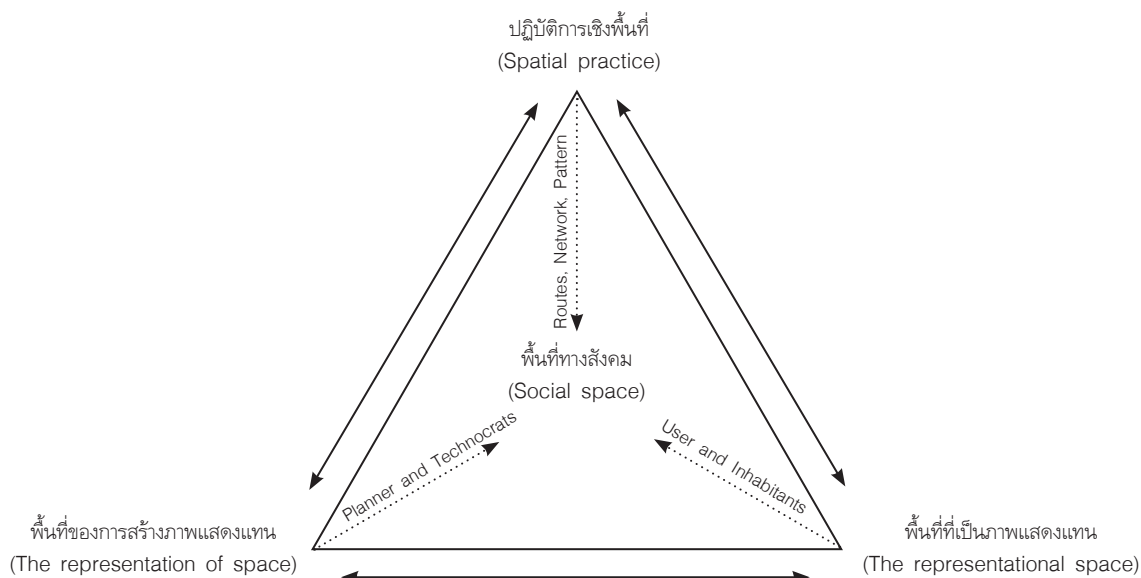 ปฏิบัติการเชิงพื้นที่
(Spatial practice)
Routes, Network, Pattern
พื้นที่ทางสังคม
(Social space)
Planner and Technocrats
User and Inhabitants
พื้นที่ของการสร้างภาพแสดงแทน
(The representation of space)
พื้นที่ที่เป็นภาพแสดงแทน
(The representational space)